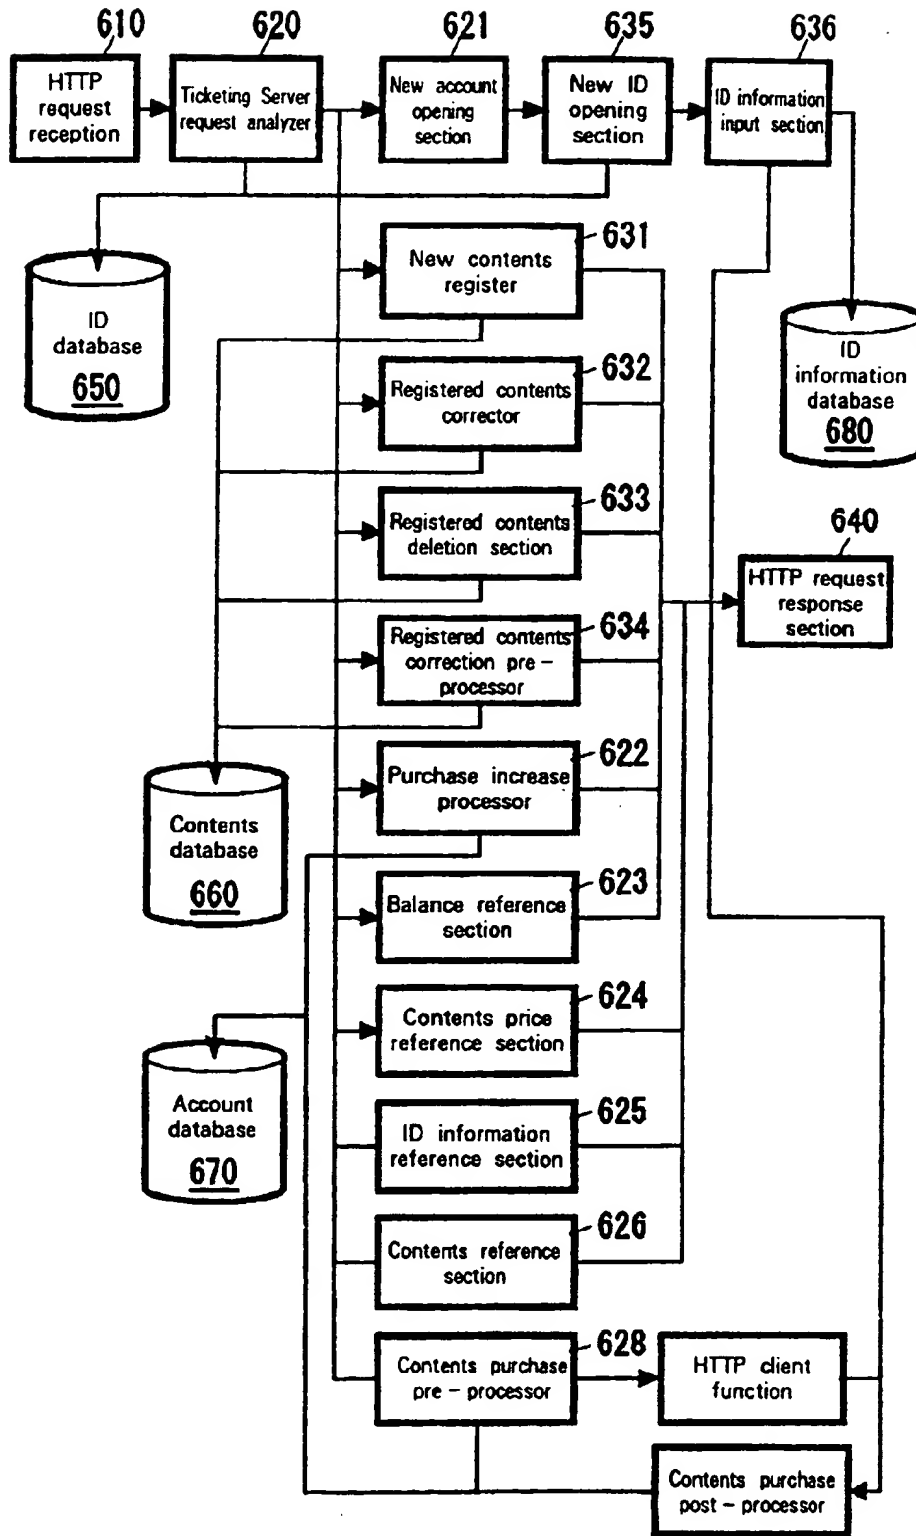 610
620
621
635
636
HTTP
request
reception
Ticketing Server
request analyzer
New account
opening
section
New ID
opening
section
ID information
input section
631
New contents
register
ID
database
650
632
Registered contents
corrector
ID
information
database
680
633
Registered contents
deletion section
640
HTTP request
response
section
634
Registered contents
correction pre-
processor
622
Purchase increase
processor
Contents
database
660
623
Balance reference
section
624
Contents price
reference section
Account
database
670
625
ID information
reference section
626
Contents reference
section
628
Contents purchase
pre-processor
HTTP client
function
Contents purchase
post-processor